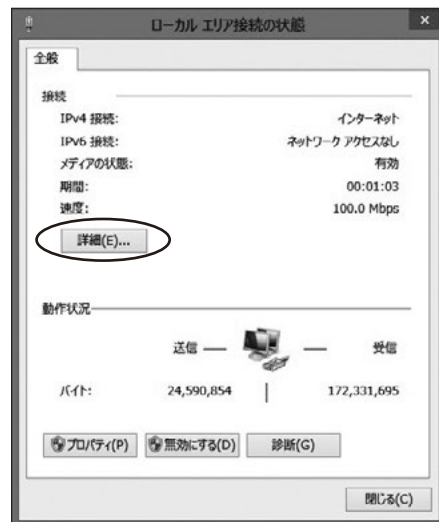 ローカル エリア接続の状態
×
全般
接続
IPv4 接続: インターネット
IPv6 接続: ネットワーク アクセスなし
メディアの状態: 有効
期間: 00:01:03
速度: 100.0 Mbps
詳細(E)...
動作状況
送信 — — 受信
バイト: 24,590,854 | 172,331,695
プロパティ(P) 無効にする(D) 診断(G)
閉じる(C)